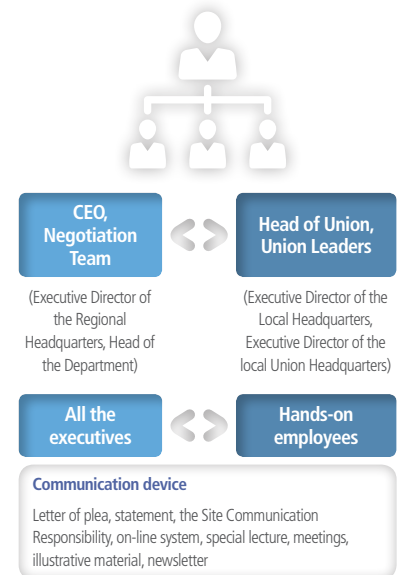 CEO,
Negotiation
Team
Head of Union,
Union Leaders
(Executive Director of
the Regional
Headquarters, Head of
the Department)
(Executive Director of the
Local Headquarters,
Executive Director of the
local Union Headquarters)
All the
executives
Hands-on
employees
Communication device
Letter of plea, statement, the Site Communication
Responsibility, on-line system, special lecture, meetings,
illustrative material, newsletter